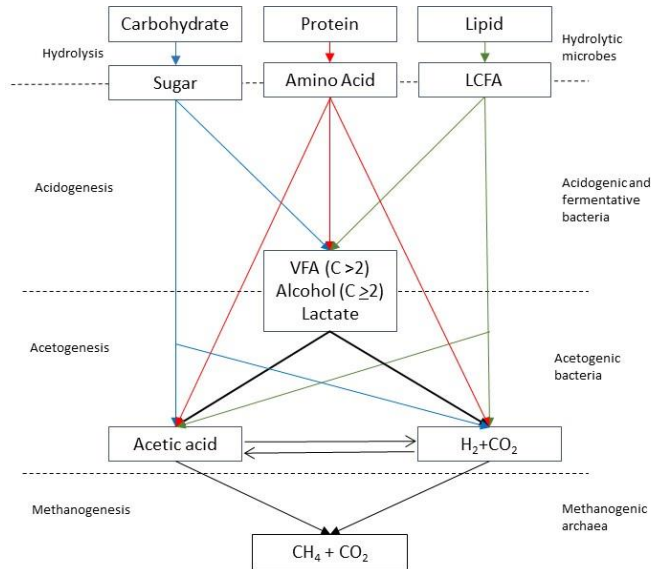 Carbohydrate
Protein
Lipid
Hydrolysis
Hydrolytic
microbes
Sugar
Amino Acid
LCFA
Acidogenesis
Acidogenic and
fermentative
bacteria
VFA (C >2)
Alcohol (C ≥2)
Lactate
Acetogenesis
Acetogenic
bacteria
Acetic acid
H₂+CO₂
Methanogenesis
Methanogenic
archaea
CH₄ + CO₂